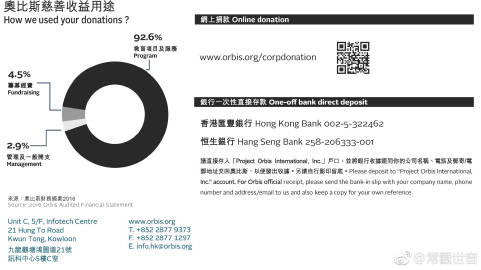 奧比斯慈善收益用途
How we used your donations ?
92.6%
救盲項目及服務
Program
4.5%
籌募經費
Fundraising
2.9%
管理及一般開支
Management
來源：奧比斯財務摘要2016
Source: 2016 Orbis Audited Financial Statement
Unit C, 5/F, Infotech Centre
21 Hung To Road
Kwun Tong, Kowloon
九龍觀塘鴻圖道21號
訊科中心5樓C室
www.orbis.org
T. +852 2877 9373
F. +852 2877 1297
E. info.hk@orbis.org
網上捐款 Online donation
www.orbis.org/corpdonation
銀行一次性直接存款 One-off bank direct deposit
香港匯豐銀行 Hong Kong Bank 002-5-322462
恒生銀行 Hang Seng Bank 258-206333-001
請直接存入「Project Orbis International, Inc.」戶口，並將銀行收據連同你的公司名稱、電話及郵寄/電
郵地址交回奧比斯，以便發出收據。另請自行影印留底。Please deposit to "Project Orbis International,
Inc." account. For Orbis official receipt, please send the bank-in slip with your company name, phone
number and address/email to us and also keep a copy for your own reference.
@常觀世音